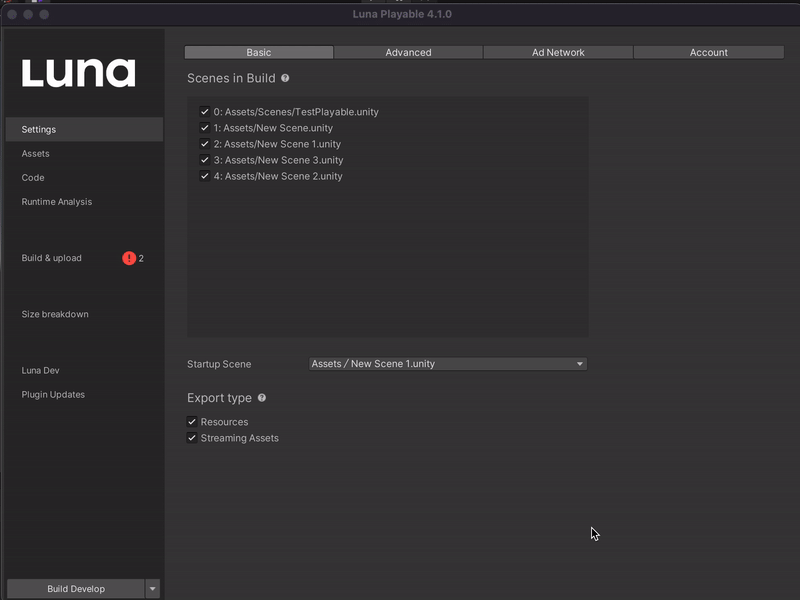 Luna Playable 4.1.0
Luna
Basic
Advanced
Ad Network
Account
Scenes in Build ?
0: Assets/Scenes/TestPlayable.unity
1: Assets/New Scene.unity
2: Assets/New Scene 1.unity
3: Assets/New Scene 3.unity
4: Assets/New Scene 2.unity
Settings
Assets
Code
Runtime Analysis
Build & upload ! 2
Size breakdown
Luna Dev
Plugin Updates
Startup Scene
Assets / New Scene 1.unity
Export type ?
Resources
Streaming Assets
Build Develop